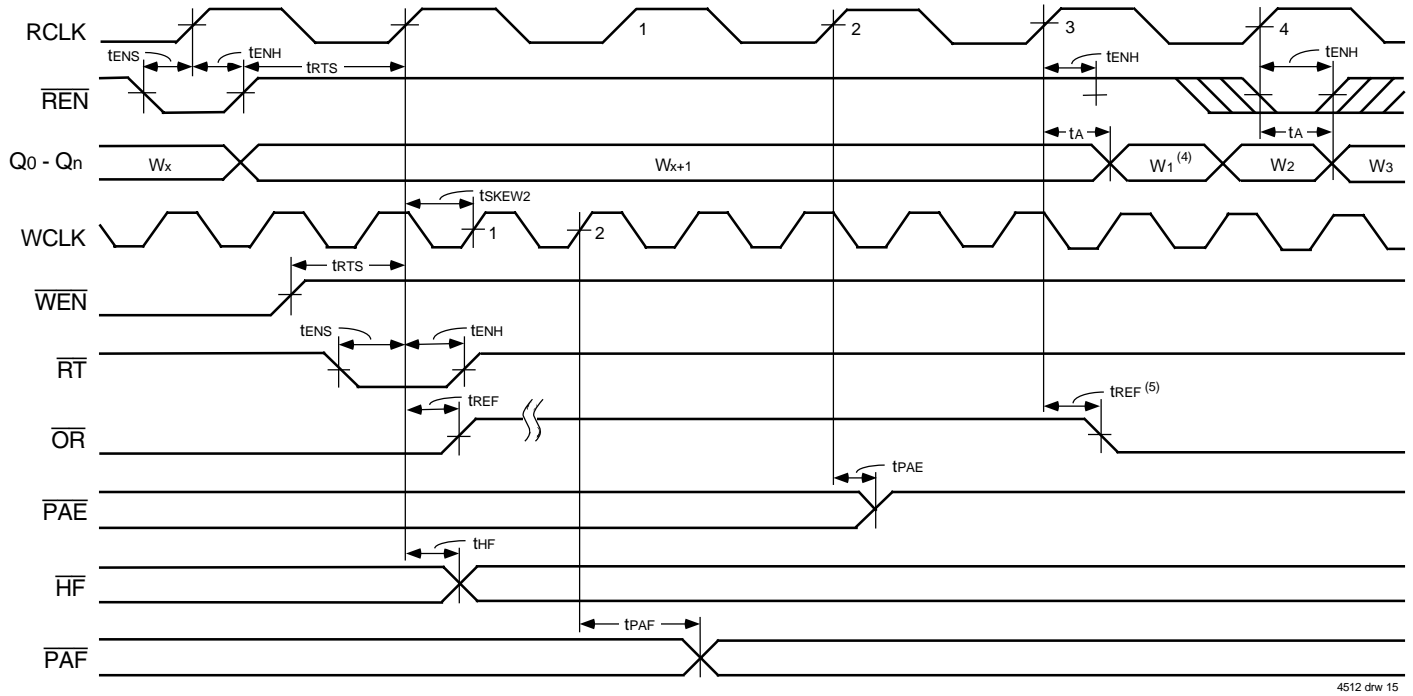 RCLK 1 2 3 4
tENS tENH tRTS tENH tENH
REN
tA tA
Q0 - Qn Wx Wx+1 W1 (4) W2 W3
tSKEW2
WCLK 1 2
tRTS
WEN
tENS tENH
RT
tREF tREF (5)
OR
tPAE
PAE
tHF
HF
tPAF
PAF
4512 drw 15